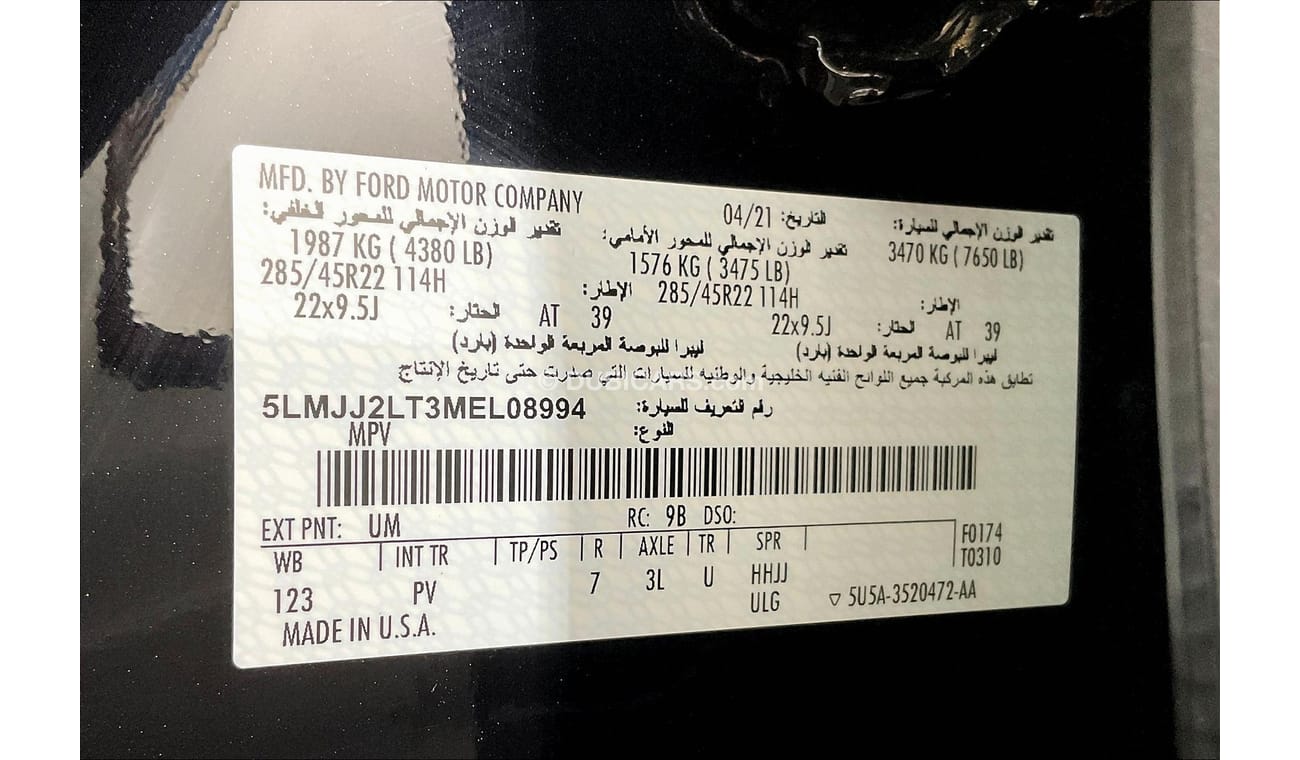 MFD. BY FORD MOTOR COMPANY
04/21 التاريخ:
تقدير الوزن الإجمالي للسيارة:
3470 KG ( 7650 LB)
تقدير الوزن الإجمالي للمحور الأمامي:
1576 KG ( 3475 LB)
تقدير الوزن الإجمالي للمحور الخلفي:
1987 KG ( 4380 LB)
الإطار: 285/45R22 114H
الإطار: 285/45R22 114H
22x9.5J الحتار: AT 39
22x9.5J الحتار: AT 39
ليبرا للبوصة المربعة الواحدة (بارد)
ليبرا للبوصة المربعة الواحدة (بارد)
تطابق هذه المركبة جميع اللوائح الفنيه الخليجية والوطنيه للسيارات التي صدرت حتى تاريخ الإنتاج
© DUBICARS.com
5LMJJ2LT3MEL08994 رقم التعريف للسيارة:
MPV النوع:
EXT PNT: UM RC: 9B DSO:
WB INT TR TP/PS R AXLE TR SPR F0174
T0310
123 PV 7 3L U HHJJ
ULG ▽ 5U5A-3520472-AA
MADE IN U.S.A.